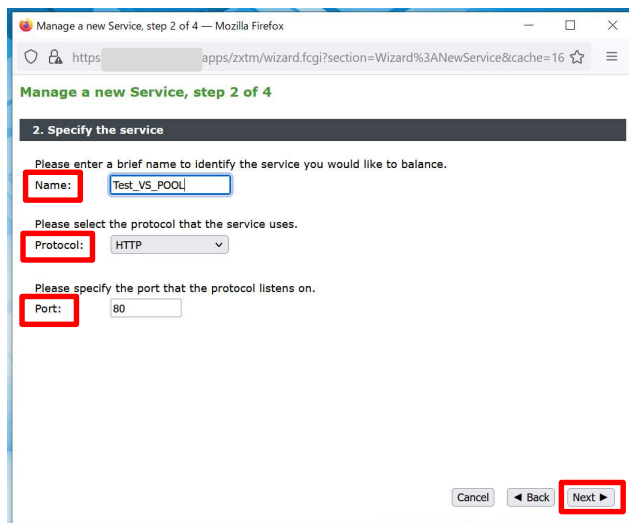 Manage a new Service, step 2 of 4 — Mozilla Firefox
https apps/zxtm/wizard.fcgi?section=Wizard%3ANewService&cache=16
Manage a new Service, step 2 of 4
2. Specify the service
Please enter a brief name to identify the service you would like to balance.
Name: Test_VS_POOL
Please select the protocol that the service uses.
Protocol: HTTP
Please specify the port that the protocol listens on.
Port: 80
Cancel ◄ Back Next ►